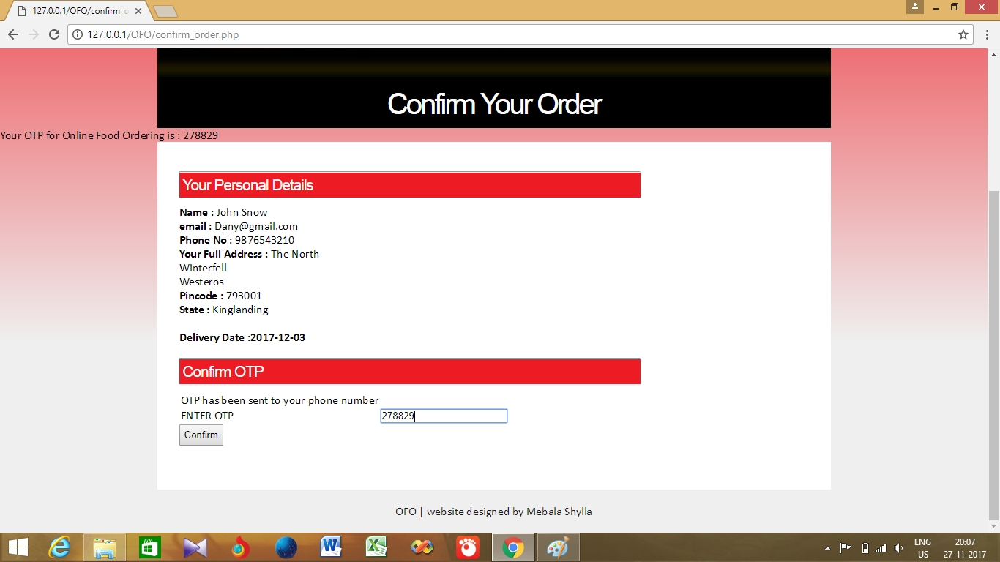 127.0.0.1/OFO/confirm_o
127.0.0.1/OFO/confirm_order.php
Confirm Your Order
Your OTP for Online Food Ordering is : 278829
Your Personal Details
Name : John Snow
email : Dany@gmail.com
Phone No : 9876543210
Your Full Address : The North
Winterfell
Westeros
Pincode : 793001
State : Kinglanding
Delivery Date :2017-12-03
Confirm OTP
OTP has been sent to your phone number
ENTER OTP 278829
Confirm
OFO | website designed by Mebala Shylla
ENG 20:07
US 27-11-2017